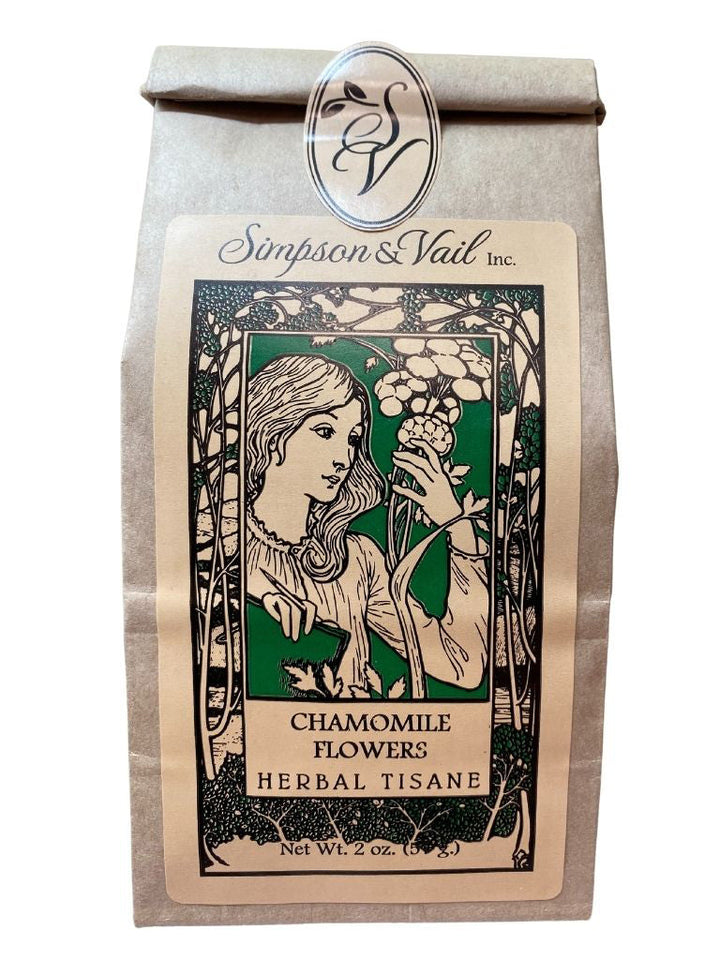 SV
Simpson & Vail Inc.
CHAMOMILE
FLOWERS
HERBAL TISANE
Net Wt. 2 oz.